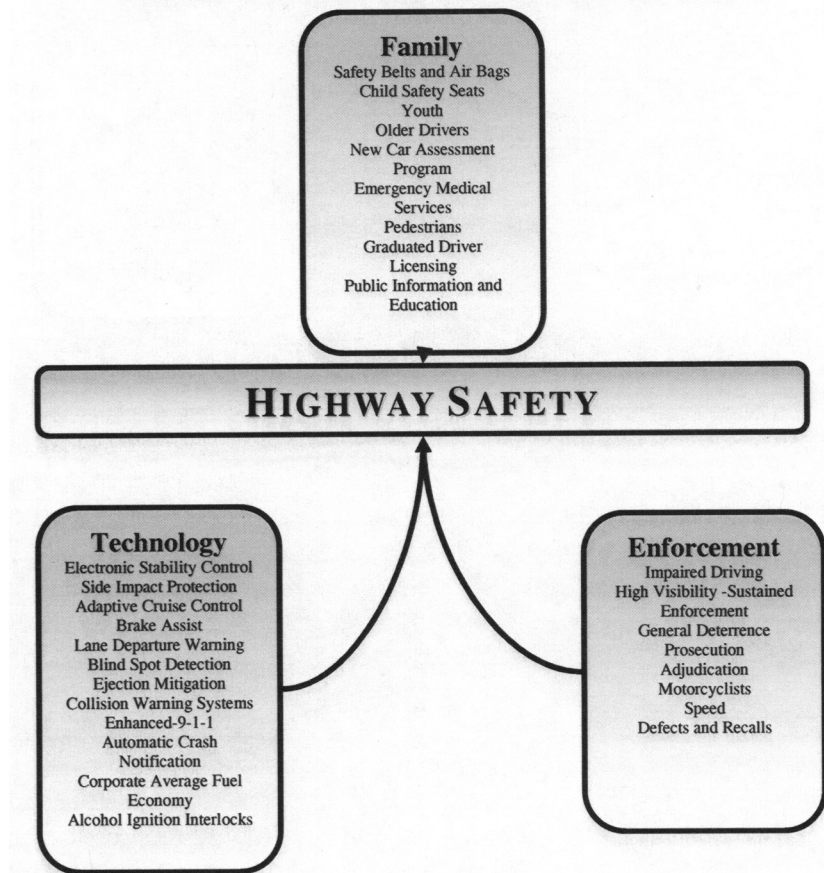 Family
Safety Belts and Air Bags
Child Safety Seats
Youth
Older Drivers
New Car Assessment
Program
Emergency Medical
Services
Pedestrians
Graduated Driver
Licensing
Public Information and
Education
HIGHWAY SAFETY
Technology
Electronic Stability Control
Side Impact Protection
Adaptive Cruise Control
Brake Assist
Lane Departure Warning
Blind Spot Detection
Ejection Mitigation
Collision Warning Systems
Enhanced-9-1-1
Automatic Crash
Notification
Corporate Average Fuel
Economy
Alcohol Ignition Interlocks
Enforcement
Impaired Driving
High Visibility -Sustained
Enforcement
General Deterrence
Prosecution
Adjudication
Motorcyclists
Speed
Defects and Recalls